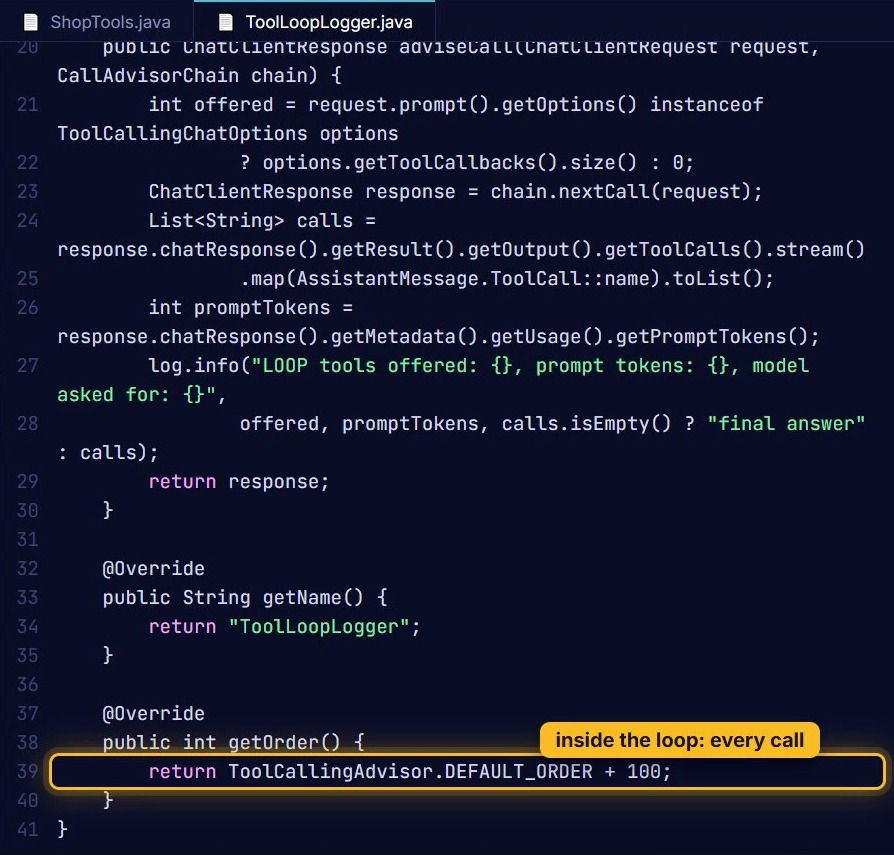 ShopTools.java ToolLoopLogger.java
20 public ChatClientResponse adviseCall(ChatClientRequest request,
CallAdvisorChain chain) {
21 int offered = request.prompt().getOptions() instanceof
ToolCallingChatOptions options
22 ? options.getToolCallbacks().size() : 0;
23 ChatClientResponse response = chain.nextCall(request);
24 List<String> calls =
response.chatResponse().getResult().getOutput().getToolCalls().stream()
25 .map(AssistantMessage.ToolCall::name).toList();
26 int promptTokens =
response.chatResponse().getMetadata().getUsage().getPromptTokens();
27 log.info("LOOP tools offered: {}, prompt tokens: {}, model
asked for: {}",
28 offered, promptTokens, calls.isEmpty() ? "final answer"
: calls);
29 return response;
30 }
31
32 @Override
33 public String getName() {
34 return "ToolLoopLogger";
35 }
36
37 @Override
38 public int getOrder() {
inside the loop: every call
39 return ToolCallingAdvisor.DEFAULT_ORDER + 100;
40 }
41 }